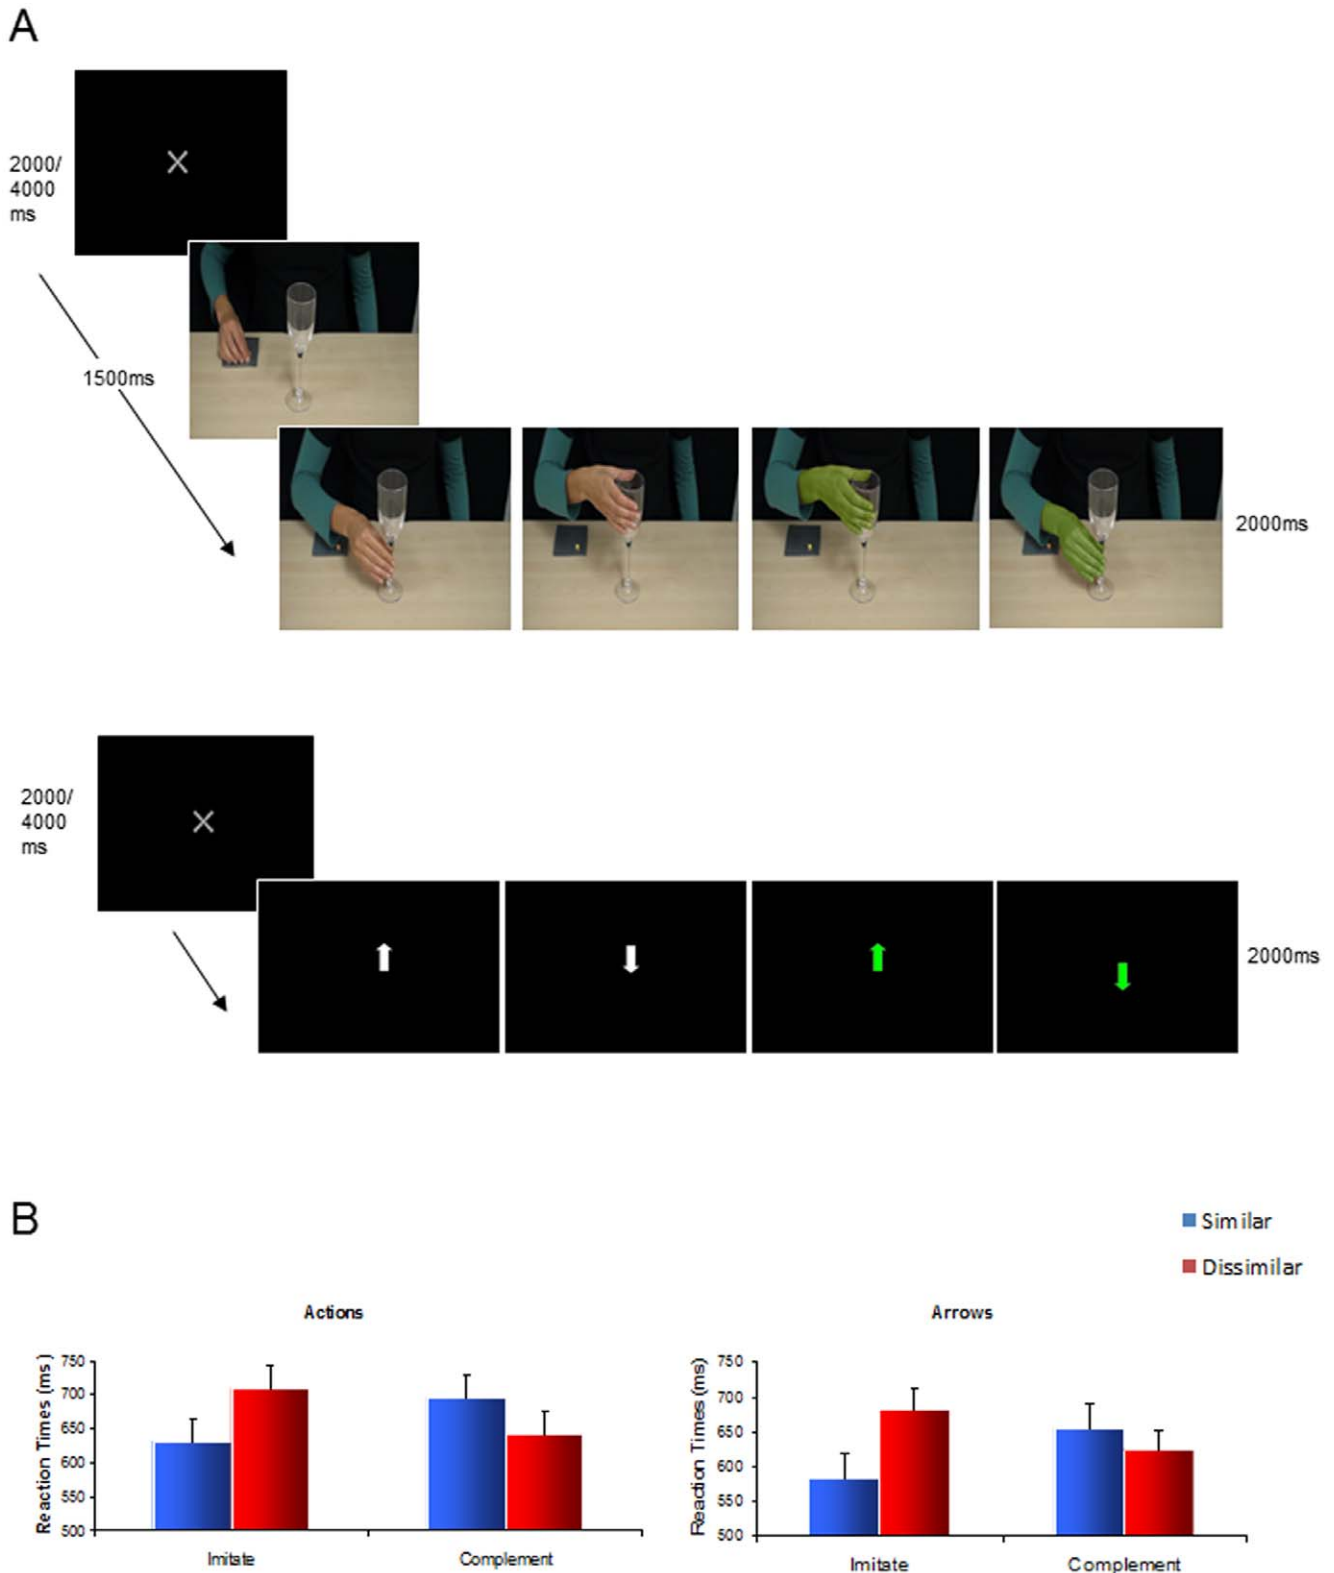 A
2000/
4000
ms
1500ms
2000ms
2000/
4000
ms
2000ms
B
Similar
Dissimilar
Actions
Reaction Times (ms)
750
700
650
600
550
500
Imitate
Complement
Arrows
Reaction Times (ms)
750
700
650
600
550
500
Imitate
Complement